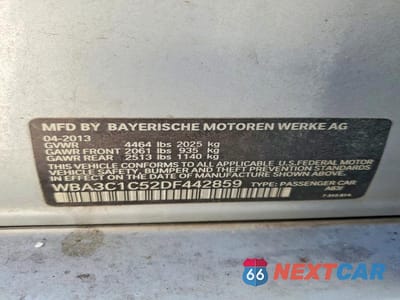 MFD BY BAYERISCHE MOTOREN WERKE AG
04-2013
GVWR 4464 lbs 2025 kg
GAWR FRONT 2061 lbs 935 kg
GAWR REAR 2513 lbs 1140 kg
THIS VEHICLE CONFORMS TO ALL APPLICABLE U.S. FEDERAL MOTOR
VEHICLE SAFETY, BUMPER AND THEFT PREVENTION STANDARDS
IN EFFECT ON THE DATE OF MANUFACTURE SHOWN ABOVE.
WBA3C1C52DF442859 TYPE: PASSENGER CAR
A83F
66 NEXTCAR